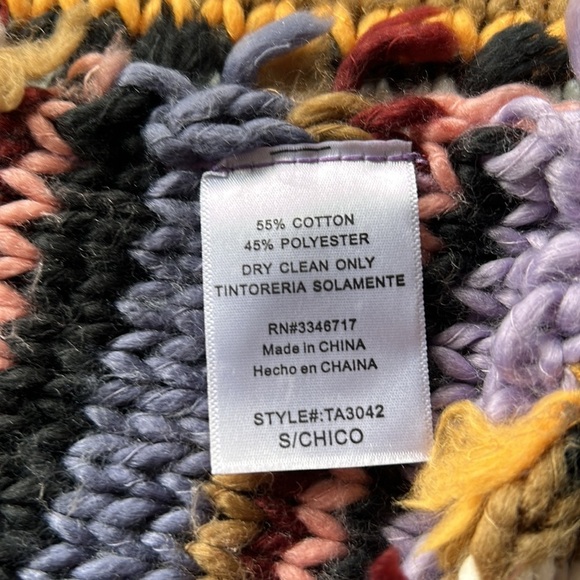 55% COTTON
45% POLYESTER
DRY CLEAN ONLY
TINTORERIA SOLAMENTE
RN#3346717
Made in CHINA
Hecho en CHAINA
STYLE#:TA3042
S/CHICO